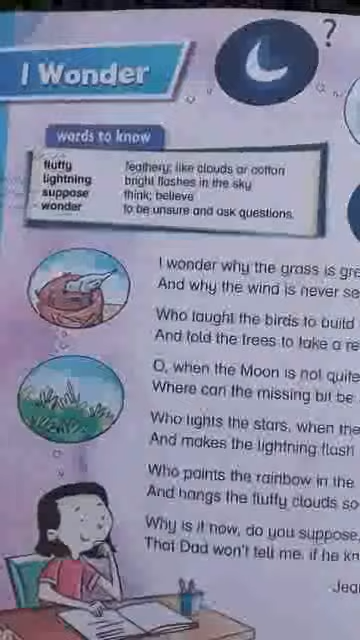 ?
I Wonder
words to know
fluffy feathery; like clouds or cotton
lightning bright flashes in the sky
suppose think; believe
wonder to be unsure and ask questions.
I wonder why the grass is gre
And why the wind is never se
Who taught the birds to build
And told the trees to take a re
O, when the Moon is not quite
Where can the missing bit be
Who lights the stars, when the
And makes the lightning flash
Who paints the rainbow in the
And hangs the fluffy clouds so
Why is it now, do you suppose,
That Dad won't tell me, if he kn
Jea